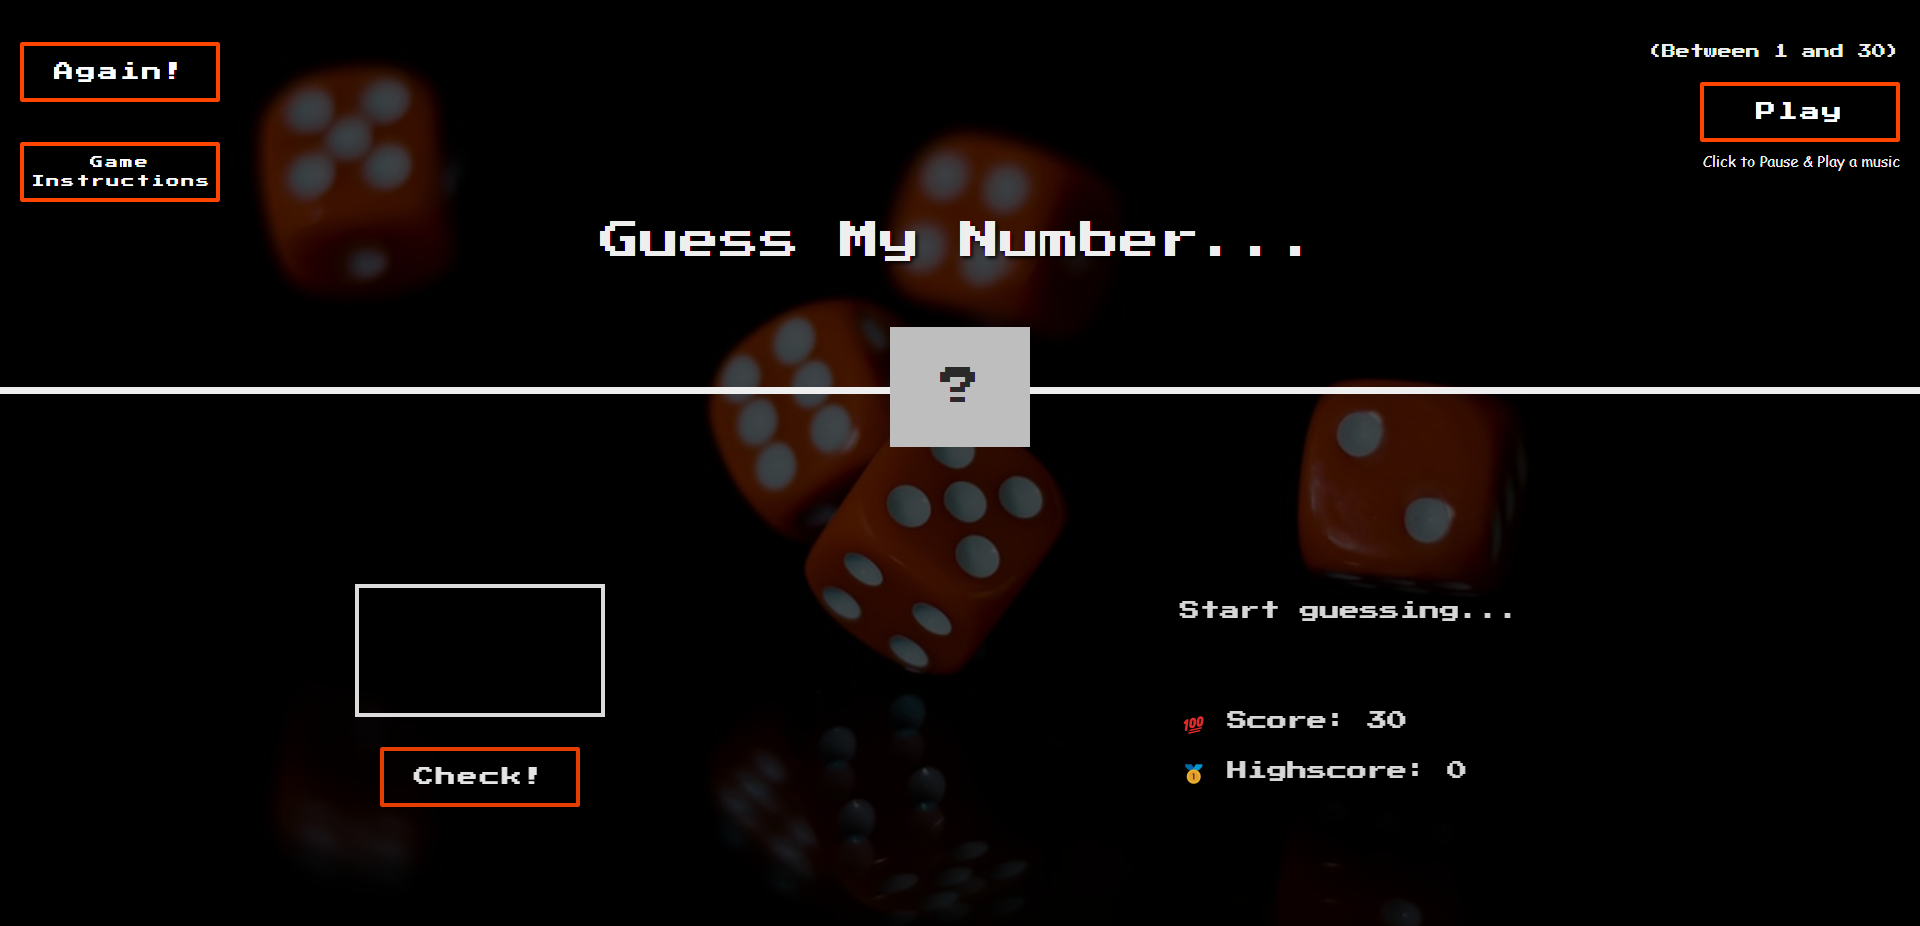 Again!
Game
Instructions
(Between 1 and 30)
Play
Click to Pause & Play a music
Guess My Number...
?
Check!
Start guessing...
💯 Score: 30
🥇 Highscore: 0